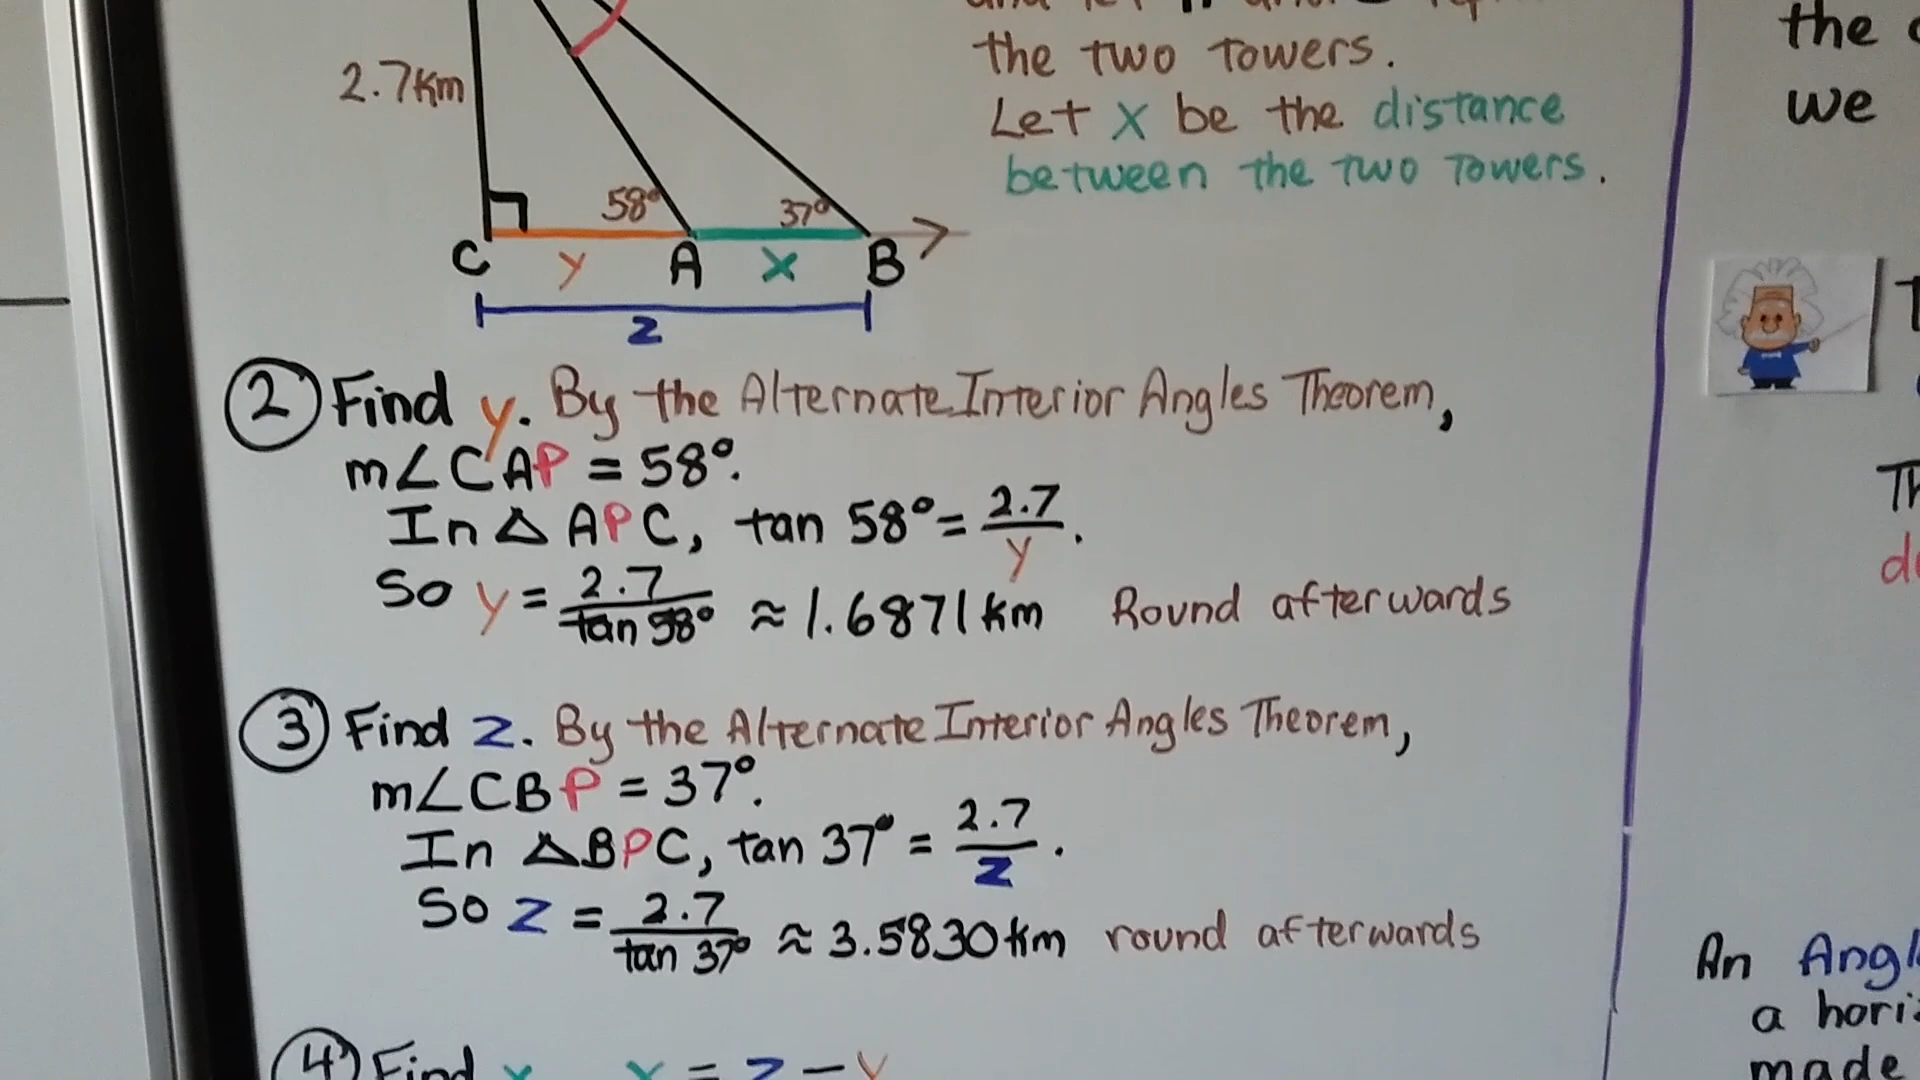 the two towers.
Let x be the distance
between the two towers.
2.7km
58°
37°
C
y
A
x
B
z
② Find y. By the Alternate Interior Angles Theorem,
m∠CAP = 58°.
In △ APC, tan 58° = 2.7/y.
So y = 2.7/tan 58° ≈ 1.6871 km Round afterwards
③ Find z. By the Alternate Interior Angles Theorem,
m∠CBP = 37°.
In △BPC, tan 37° = 2.7/z.
So z = 2.7/tan 37° ≈ 3.5830 km round afterwards
④ Find x x = z - y
the
we
An
a
made